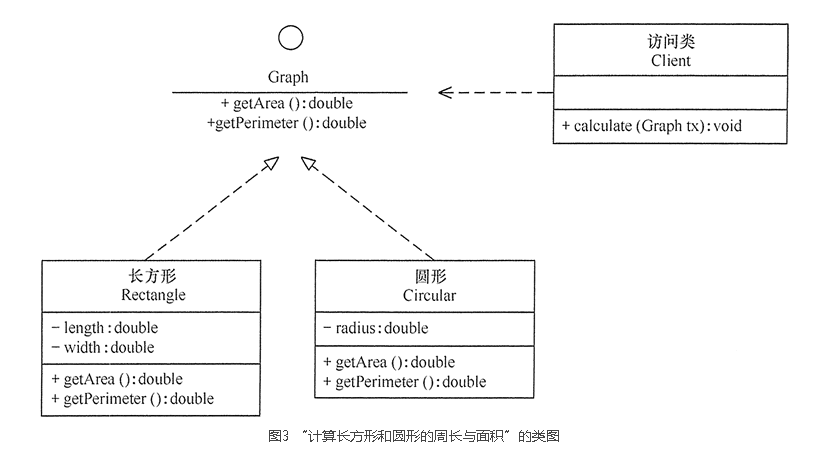 Graph
+ getArea ():double
+getPerimeter ():double
访问类
Client
+ calculate (Graph tx):void
长方形
Rectangle
- length:double
- width:double
+ getArea ():double
+ getPerimeter ():double
圆形
Circular
- radius:double
+ getArea ():double
+ getPerimeter ():double
图3 “计算长方形和圆形的周长与面积”的类图